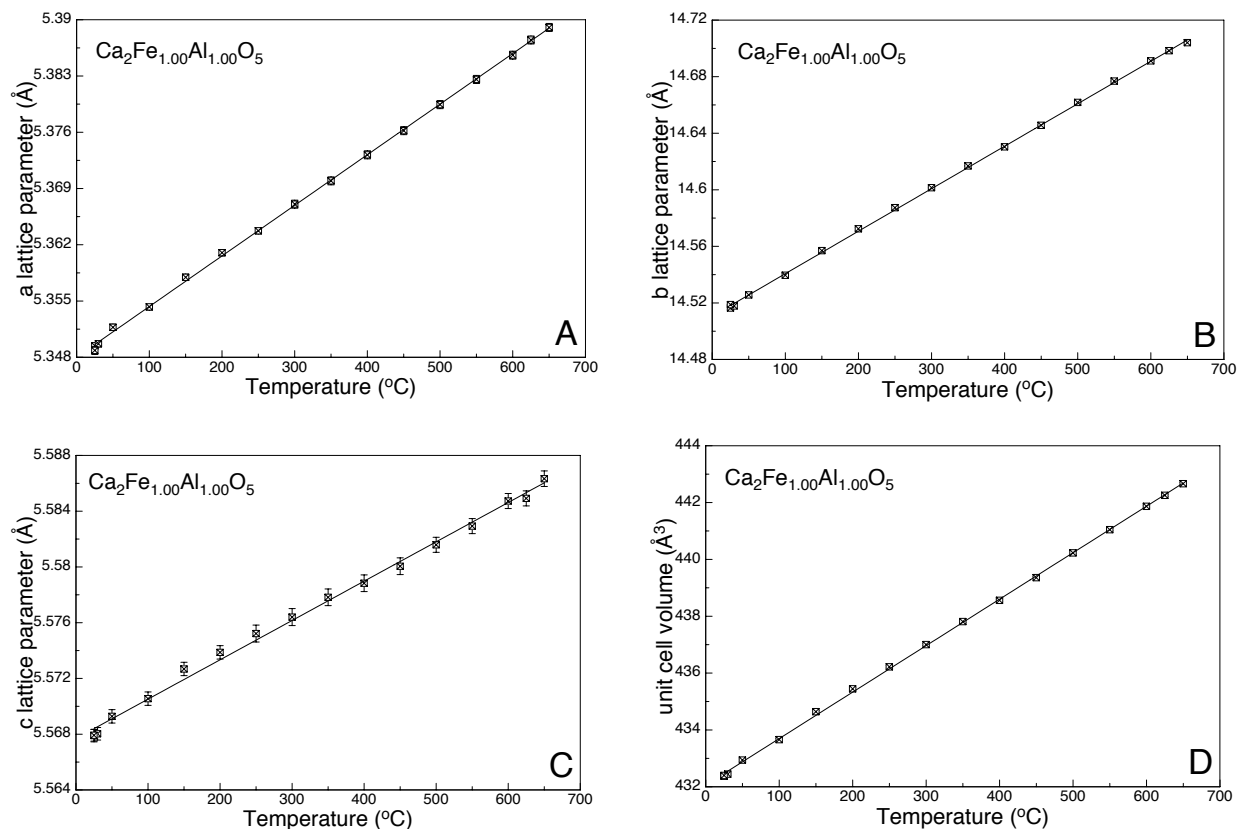 5.39
5.383
5.376
5.369
5.362
5.355
5.348
a lattice parameter (Å)
Ca₂Fe₁.₀₀Al₁.₀₀O₅
A
0 100 200 300 400 500 600 700
Temperature (ºC)
14.72
14.68
14.64
14.6
14.56
14.52
14.48
b lattice parameter (Å)
Ca₂Fe₁.₀₀Al₁.₀₀O₅
B
0 100 200 300 400 500 600 700
Temperature (ºC)
5.588
5.584
5.58
5.576
5.572
5.568
5.564
c lattice parameter (Å)
Ca₂Fe₁.₀₀Al₁.₀₀O₅
C
0 100 200 300 400 500 600 700
Temperature (ºC)
444
442
440
438
436
434
432
unit cell volume (Å³)
Ca₂Fe₁.₀₀Al₁.₀₀O₅
D
0 100 200 300 400 500 600 700
Temperature (ºC)